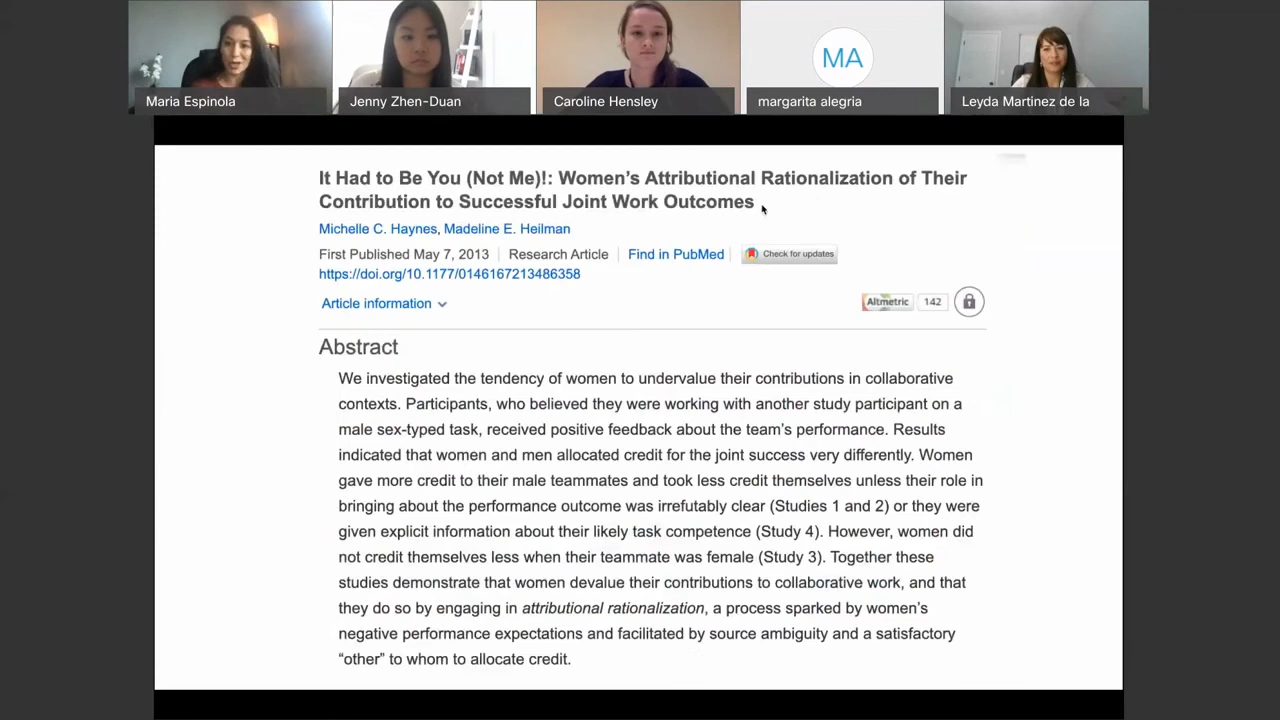 Maria Espinola
Jenny Zhen-Duan
Caroline Hensley
MA
margarita alegria
Leyda Martinez de la
It Had to Be You (Not Me)!: Women’s Attributional Rationalization of Their
Contribution to Successful Joint Work Outcomes
Michelle C. Haynes, Madeline E. Heilman
First Published May 7, 2013 Research Article Find in PubMed Check for updates
https://doi.org/10.1177/0146167213486358
Article information
Altmetric 142
Abstract
We investigated the tendency of women to undervalue their contributions in collaborative
contexts. Participants, who believed they were working with another study participant on a
male sex-typed task, received positive feedback about the team’s performance. Results
indicated that women and men allocated credit for the joint success very differently. Women
gave more credit to their male teammates and took less credit themselves unless their role in
bringing about the performance outcome was irrefutably clear (Studies 1 and 2) or they were
given explicit information about their likely task competence (Study 4). However, women did
not credit themselves less when their teammate was female (Study 3). Together these
studies demonstrate that women devalue their contributions to collaborative work, and that
they do so by engaging in attributional rationalization, a process sparked by women’s
negative performance expectations and facilitated by source ambiguity and a satisfactory
“other” to whom to allocate credit.